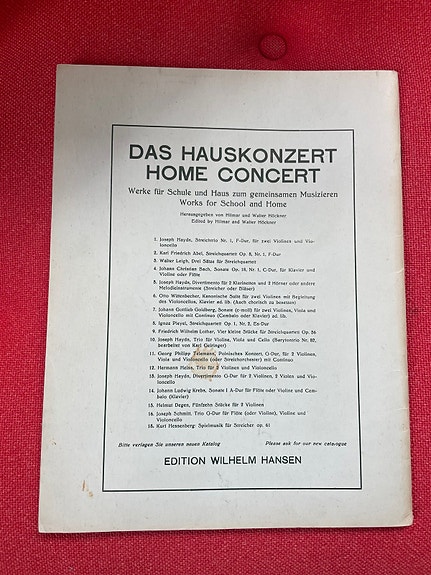 DAS HAUSKONZERT
HOME CONCERT
Werke für Schule und Haus zum gemeinsamen Musizieren
Works for School and Home
Herausgegeben von Hilmar und Walter Höckner
Edited by Hilmar and Walter Höckner
1. Joseph Haydn, Streichtrio Nr. 1, F-Dur, für zwei Violinen und Vio-
loncello
2. Karl Friedrich Abel, Streichquartett Op. 8, Nr. 1, F-Dur
3. Walter Leigh, Drei Sätze für Streichquartett
4. Johann Christian Bach, Sonate Op. 18, Nr. 1, C-Dur, für Klavier und
Violine oder Flöte
5. Joseph Haydn, Divertimento für 2 Klarinetten und 2 Hörner oder andere
Melodieinstrumente (Streicher oder Bläser)
6. Otto Wittenbecher, Kanonische Suite für zwei Violinen mit Begleitung
des Violoncellos, Klavier ad lib. (Auch chorisch zu besetzen)
7. Johann Gottlieb Goldberg, Sonate (c-moll) für zwei Violinen, Viola und
Violoncello mit Continuo (Cembalo oder Klavier) ad. lib.
8. Ignaz Pleyel, Streichquartett Op. 1, Nr. 2, Es-Dur
9. Friedrich Wilhelm Lothar, Vier kleine Stücke für Streichquartett Op. 56
10. Joseph Haydn, Trio für Violine, Viola und Cello (Barytontrio Nr. 87,
bearbeitet von Karl Geiringer)
11. Georg Philipp Telemann, Polnisches Konzert, G-Dur, für 2 Violinen,
Viola und Violoncello (oder Streichorchester) mit Continuo
12. Hermann Heiss, Trio für 2 Violinen und Violoncello
13. Joseph Haydn, Divertimento G-Dur für 2 Violinen, 2 Violen und Vio-
loncello
14. Johann Ludwig Krebs, Sonate I A-Dur für Flöte oder Violine und Cem-
balo (Klavier)
15. Helmut Degen, Fünfzehn Stücke für 2 Violinen
16. Joseph Schmitt, Trio G-Dur für Flöte (oder Violine), Violine und
Violoncello
18. Kurt Hessenberg: Spielmusik für Streicher op. 61
Bitte verlagen Sie unseren neuen Katalog Please ask for our new catalogue
EDITION WILHELM HANSEN